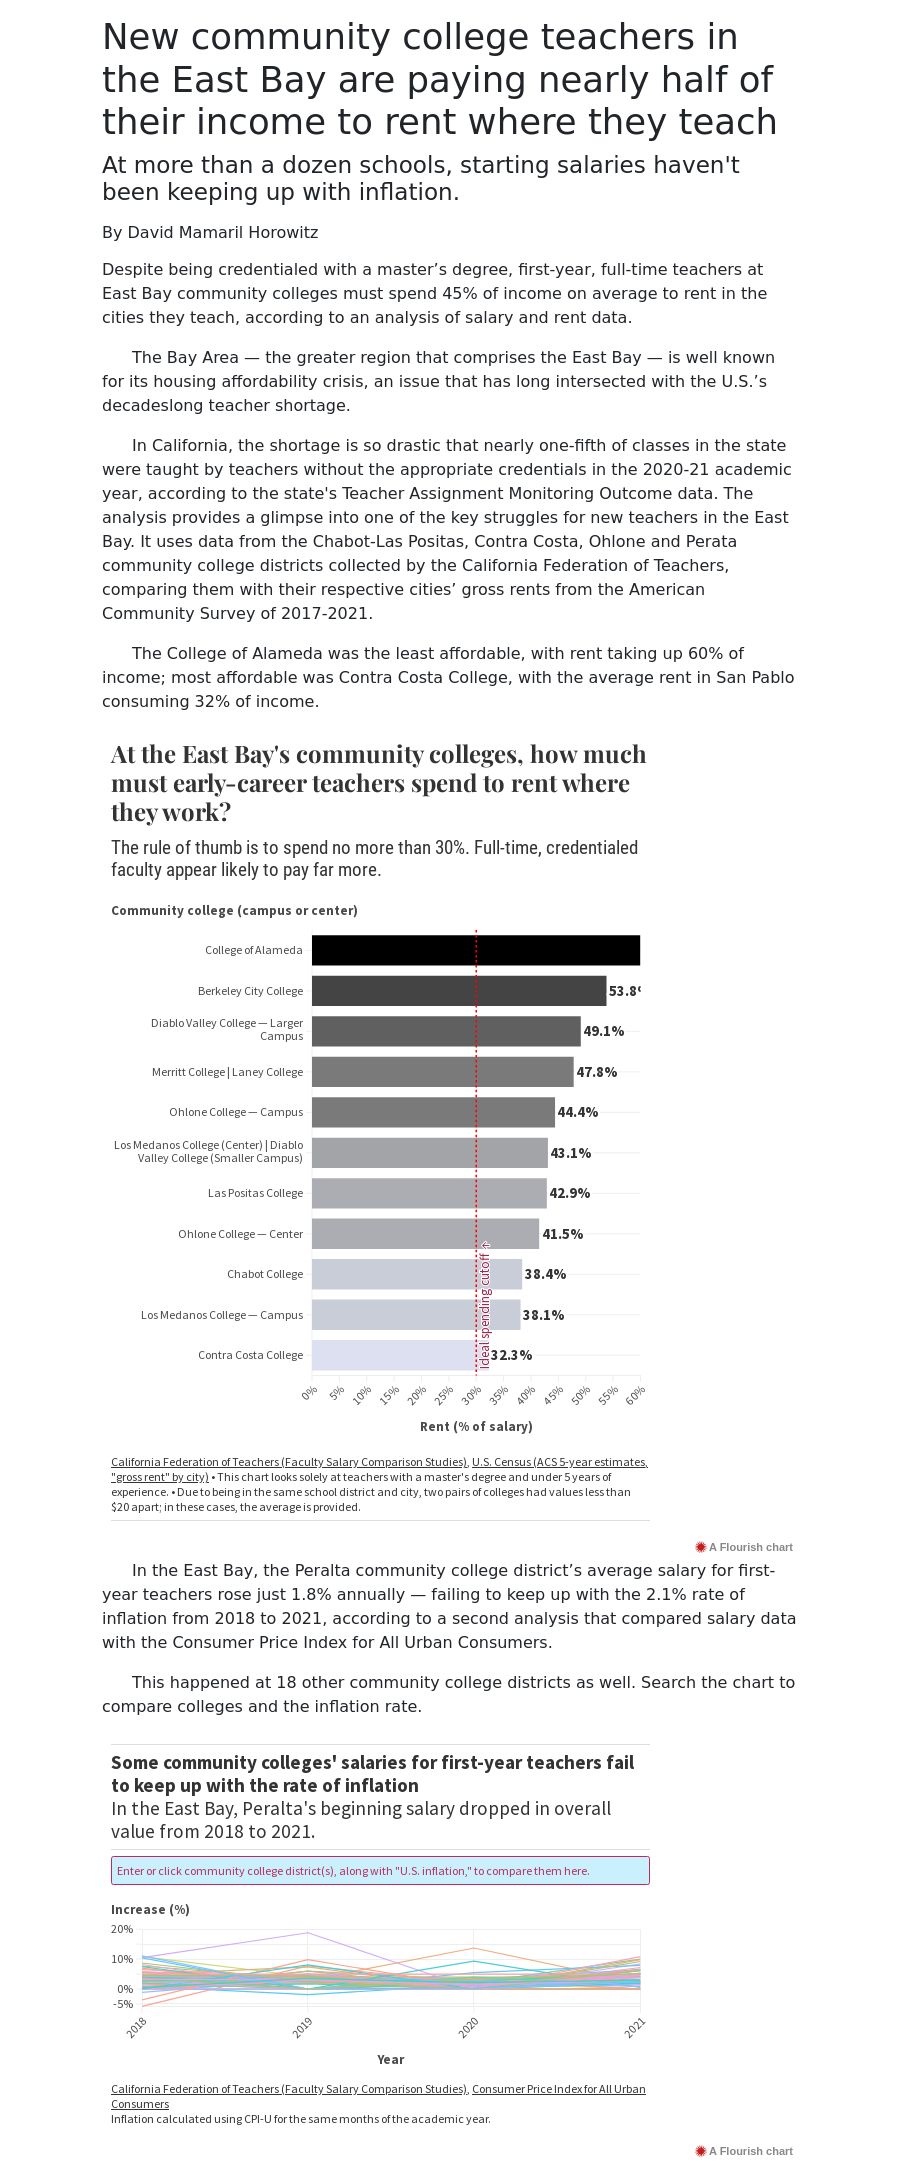 New community college teachers in
the East Bay are paying nearly half of
their income to rent where they teach
At more than a dozen schools, starting salaries haven't
been keeping up with inflation.
By David Mamaril Horowitz
Despite being credentialed with a master’s degree, first-year, full-time teachers at
East Bay community colleges must spend 45% of income on average to rent in the
cities they teach, according to an analysis of salary and rent data.
The Bay Area — the greater region that comprises the East Bay — is well known
for its housing affordability crisis, an issue that has long intersected with the U.S.’s
decadeslong teacher shortage.
In California, the shortage is so drastic that nearly one-fifth of classes in the state
were taught by teachers without the appropriate credentials in the 2020-21 academic
year, according to the state's Teacher Assignment Monitoring Outcome data. The
analysis provides a glimpse into one of the key struggles for new teachers in the East
Bay. It uses data from the Chabot-Las Positas, Contra Costa, Ohlone and Perata
community college districts collected by the California Federation of Teachers,
comparing them with their respective cities’ gross rents from the American
Community Survey of 2017-2021.
The College of Alameda was the least affordable, with rent taking up 60% of
income; most affordable was Contra Costa College, with the average rent in San Pablo
consuming 32% of income.
At the East Bay's community colleges, how much
must early-career teachers spend to rent where
they work?
The rule of thumb is to spend no more than 30%. Full-time, credentialed
faculty appear likely to pay far more.
Community college (campus or center)
College of Alameda
Berkeley City College 53.8
Diablo Valley College — Larger
Campus 49.1%
Merritt College | Laney College 47.8%
Ohlone College — Campus 44.4%
Los Medanos College (Center) | Diablo
Valley College (Smaller Campus) 43.1%
Las Positas College 42.9%
Ohlone College — Center 41.5%
Chabot College 38.4%
Los Medanos College — Campus 38.1%
Contra Costa College 32.3%
Ideal spending cutoff ↑
0% 5% 10% 15% 20% 25% 30% 35% 40% 45% 50% 55% 60%
Rent (% of salary)
California Federation of Teachers (Faculty Salary Comparison Studies), U.S. Census (ACS 5-year estimates,
"gross rent" by city) • This chart looks solely at teachers with a master's degree and under 5 years of
experience. • Due to being in the same school district and city, two pairs of colleges had values less than
$20 apart; in these cases, the average is provided.
A Flourish chart
In the East Bay, the Peralta community college district’s average salary for first-
year teachers rose just 1.8% annually — failing to keep up with the 2.1% rate of
inflation from 2018 to 2021, according to a second analysis that compared salary data
with the Consumer Price Index for All Urban Consumers.
This happened at 18 other community college districts as well. Search the chart to
compare colleges and the inflation rate.
Some community colleges' salaries for first-year teachers fail
to keep up with the rate of inflation
In the East Bay, Peralta's beginning salary dropped in overall
value from 2018 to 2021.
Enter or click community college district(s), along with "U.S. inflation," to compare them here.
Increase (%)
20%
10%
0%
-5%
2018 2019 2020 2021
Year
California Federation of Teachers (Faculty Salary Comparison Studies), Consumer Price Index for All Urban
Consumers
Inflation calculated using CPI-U for the same months of the academic year.
A Flourish chart